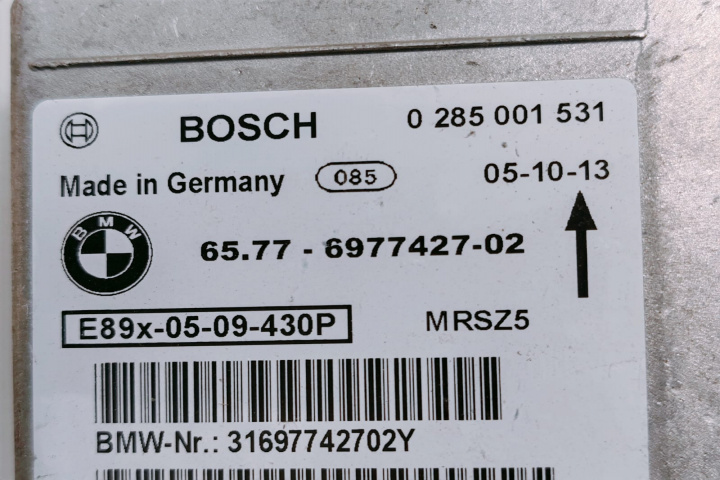 BOSCH 0 285 001 531
Made in Germany 085 05-10-13
BMW 65.77 - 6977427-02
E89x-05-09-430P MRSZ5
BMW-Nr.: 31697742702Y